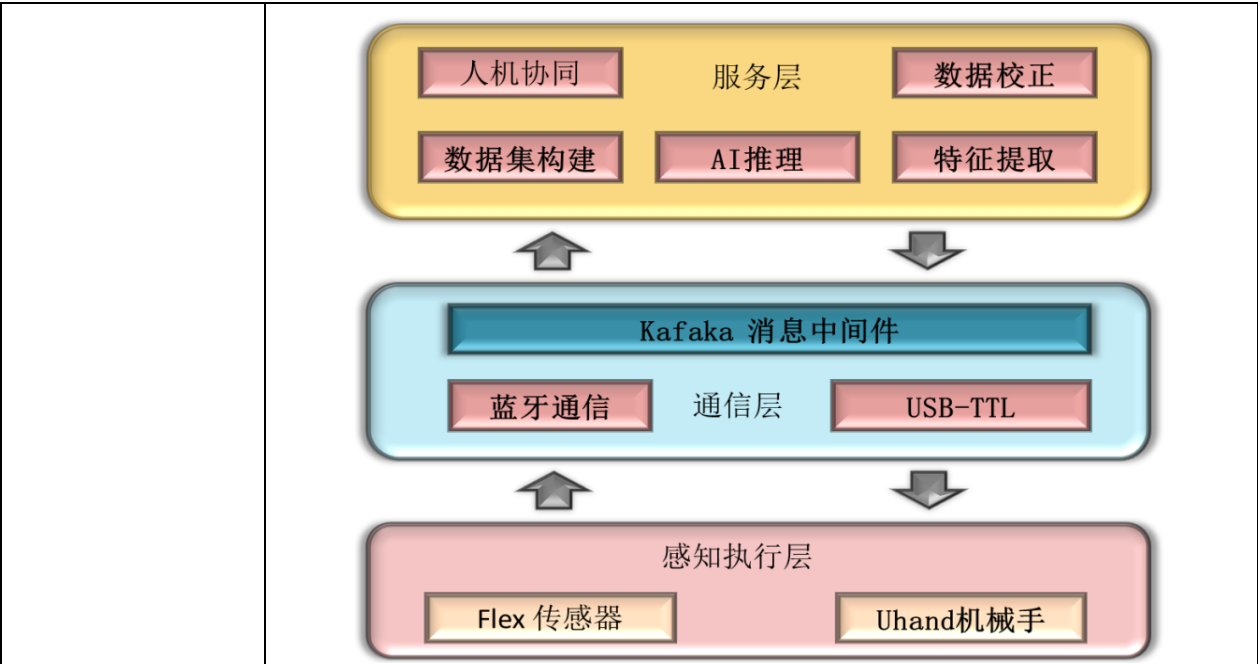 人机协同
服务层
数据校正
数据集构建
AI推理
特征提取
Kafaka 消息中间件
蓝牙通信
通信层
USB-TTL
感知执行层
Flex 传感器
Uhand机械手